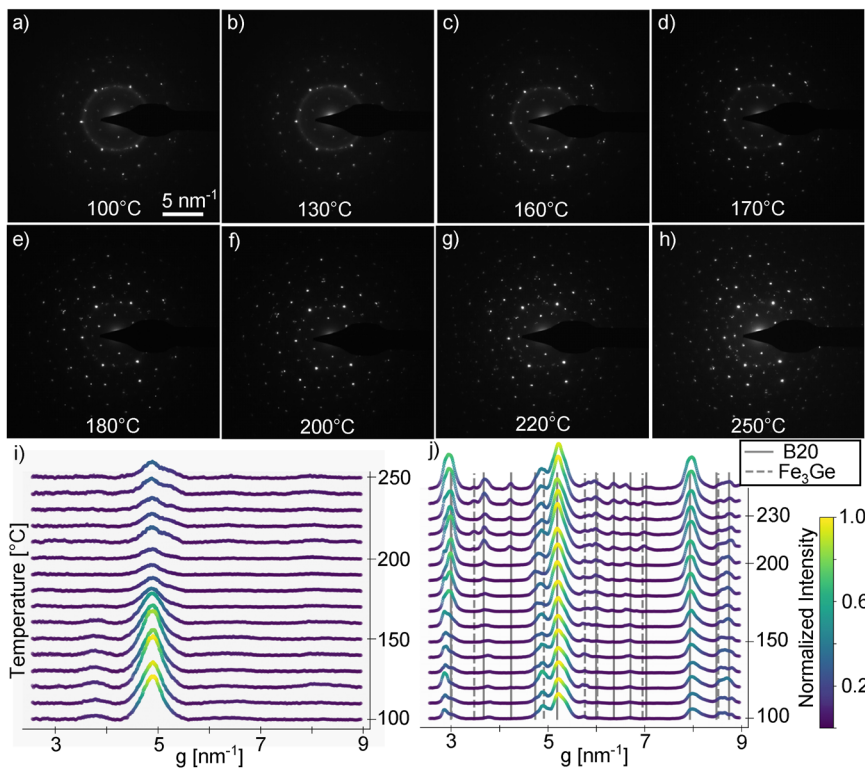 a)
b)
c)
d)
100°C
5 nm⁻¹
130°C
160°C
170°C
e)
f)
g)
h)
180°C
200°C
220°C
250°C
i)
j)
B20
Fe₃Ge
Temperature [°C]
250
200
150
100
3 5 7 9
g [nm⁻¹]
230
200
150
100
3 5 7 9
g [nm⁻¹]
1.0
0.6
0.2
Normalized Intensity